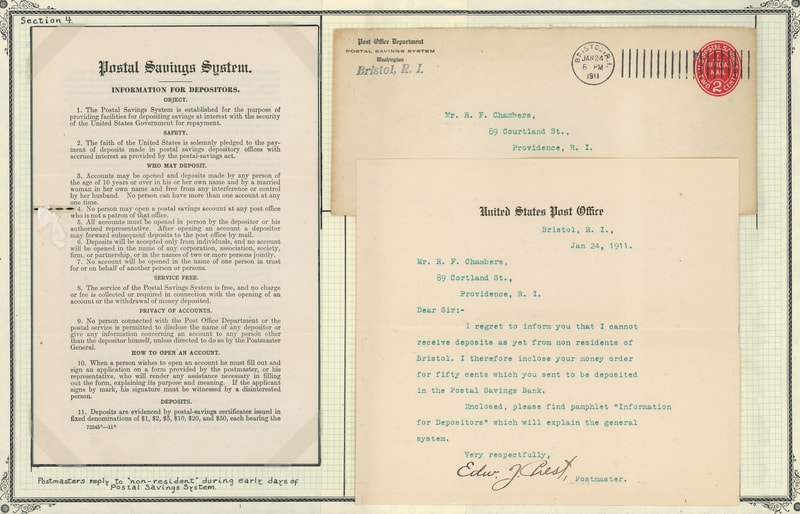 Section 4.
Postal Savings System.
INFORMATION FOR DEPOSITORS.
OBJECT.
1. The Postal Savings System is established for the purpose of
providing facilities for depositing savings at interest with the security
of the United States Government for repayment.
SAFETY.
2. The faith of the United States is solemnly pledged to the pay-
ment of deposits made in postal savings depository offices with
accrued interest as provided by the postal-savings act.
WHO MAY DEPOSIT.
3. Accounts may be opened and deposits made by any person of
the age of 10 years or over in his or her own name and by a married
woman in her own name and free from any interference or control
by her husband. No person can have more than one account at any
one time.
4. No person may open a postal savings account at any post office
who is not a patron of that office.
5. All accounts must be opened in person by the depositor or his
authorized representative. After opening an account a depositor
may forward subsequent deposits to the post office by mail.
6. Deposits will be accepted only from individuals, and no account
will be opened in the name of any corporation, association, society,
firm, or partnership, or in the names of two or more persons jointly.
7. No account will be opened in the name of one person in trust
for or on behalf of another person or persons.
SERVICE FREE.
8. The service of the Postal Savings System is free, and no charge
or fee is collected or required in connection with the opening of an
account or the withdrawal of money deposited.
PRIVACY OF ACCOUNTS.
9. No person connected with the Post Office Department or the
postal service is permitted to disclose the name of any depositor or
give any information concerning an account to any person other
than the depositor himself, unless directed to do so by the Postmaster
General.
HOW TO OPEN AN ACCOUNT.
10. When a person wishes to open an account he must fill out and
sign an application on a form provided by the postmaster, or his
representative, who will render any assistance necessary in filling
out the form, explaining its purpose and meaning. If the applicant
signs by mark, his signature must be witnessed by a disinterested
person.
DEPOSITS.
11. Deposits are evidenced by postal-savings certificates issued in
fixed denominations of $1, $2, $5, $10, $20, and $50, each bearing the
72545°—11*
Postmasters reply to "non-resident" during early days of
Postal Savings System.
Post Office Department
POSTAL SAVINGS SYSTEM
Washington
Bristol, R. I.
BRISTOL, R.I.
JAN 24
6 PM
1911
POSTAL SAVINGS
OFFICIAL
MAIL
2
TWO CENTS
Mr. H. F. Chambers,
89 Courtland St.,
Providence, R. I.
United States Post Office
Bristol, R. I.,
Jan 24, 1911.
Mr. H. F. Chambers,
89 Cortland St.,
Providence, R. I.
Dear Sir:-
I regret to inform you that I cannot
receive deposits as yet from non residents of
Bristol. I therefore inclose your money order
for fifty cents which you sent to be deposited
in the Postal Savings Bank.
Enclosed, please find pamphlet "Information
for Depositors" which will explain the general
system.
Very respectfully,
Edw. J.
Postmaster.